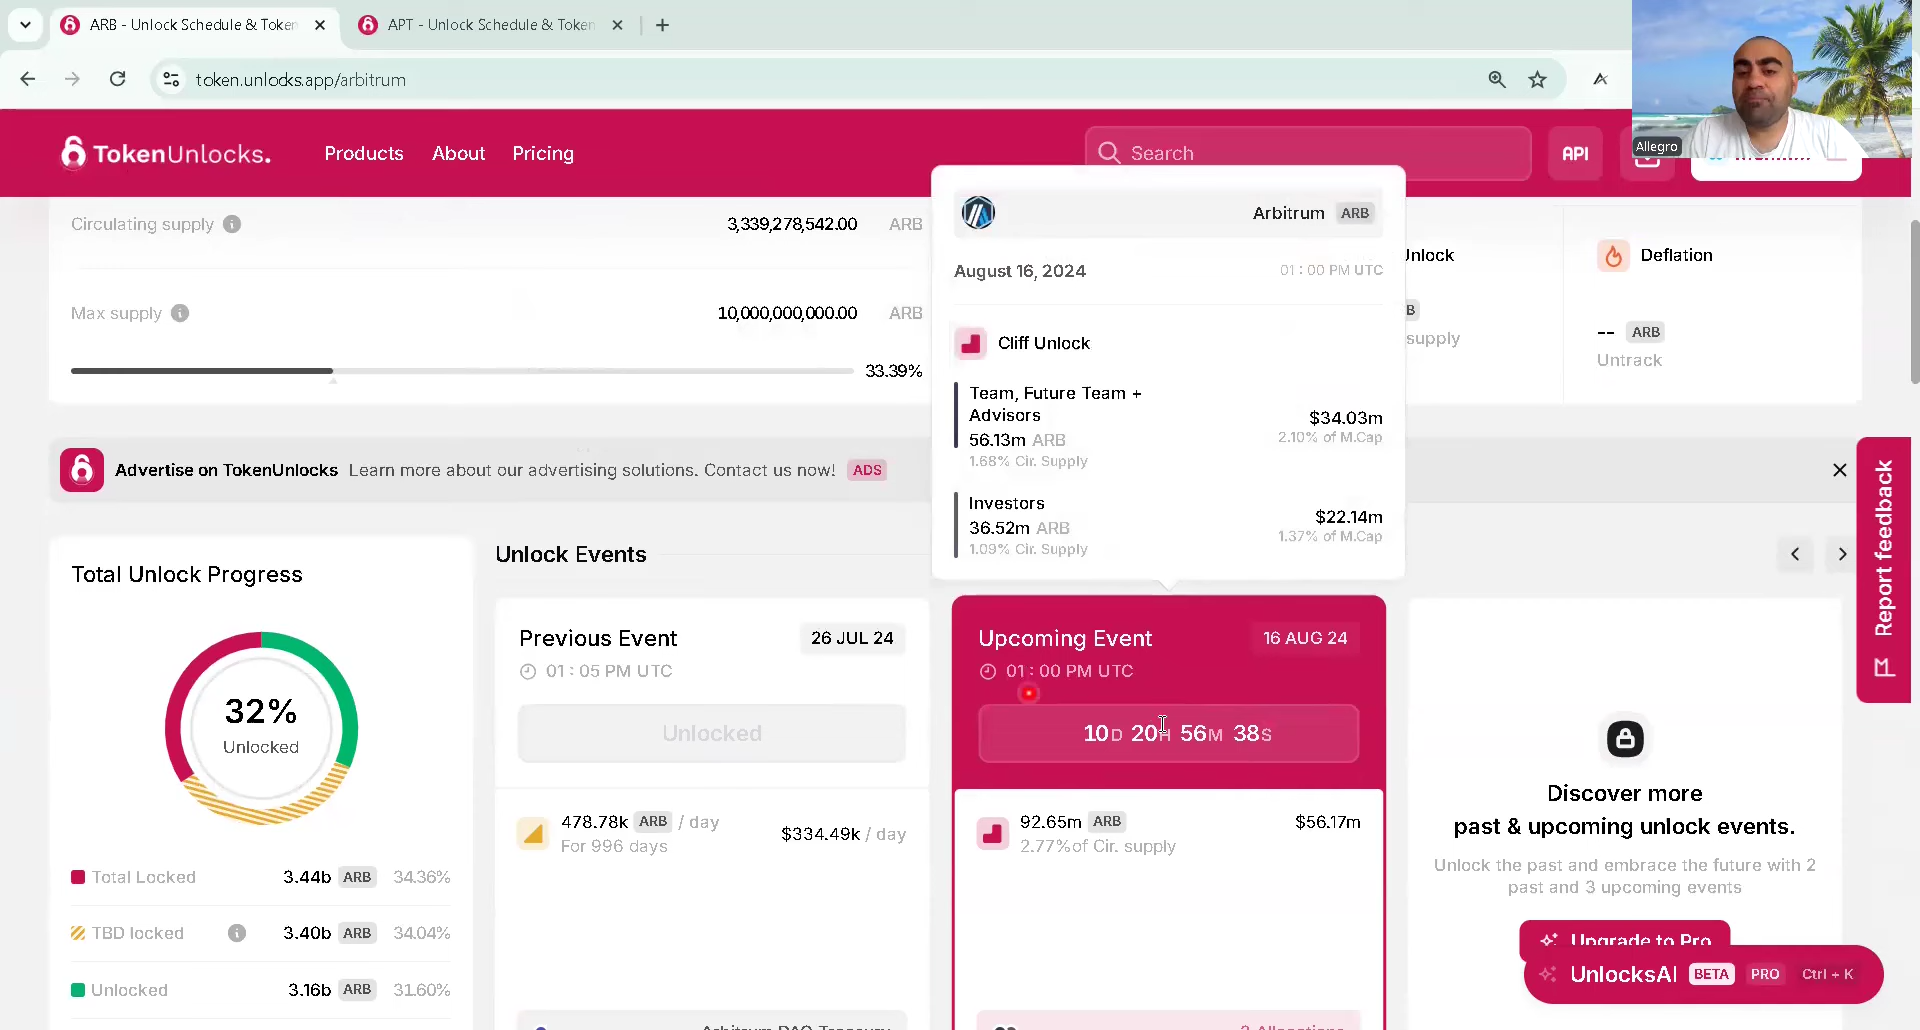 ARB - Unlock Schedule & Token
APT - Unlock Schedule & Token
token.unlocks.app/arbitrum
TokenUnlocks.
Products
About
Pricing
Search
API
Allegro
Circulating supply
3,339,278,542.00 ARB
Max supply
10,000,000,000.00 ARB
33.39%
Arbitrum ARB
August 16, 2024
01 : 00 PM UTC
Cliff Unlock
Team, Future Team +
Advisors
56.13m ARB
1.68% Cir. Supply
$34.03m
2.10% of M.Cap
Investors
36.52m ARB
1.09% Cir. Supply
$22.14m
1.37% of M.Cap
Unlock
B
supply
Deflation
-- ARB
Untrack
Advertise on TokenUnlocks Learn more about our advertising solutions. Contact us now! ADS
Report feedback
Total Unlock Progress
32%
Unlocked
Total Locked 3.44b ARB 34.36%
TBD locked 3.40b ARB 34.04%
Unlocked 3.16b ARB 31.60%
Unlock Events
Previous Event 26 JUL 24
01 : 05 PM UTC
Unlocked
478.78k ARB / day
For 996 days
$334.49k / day
Arbitrum DAO Treasury
Upcoming Event 16 AUG 24
01 : 00 PM UTC
10D 20H 56M 38S
92.65m ARB
2.77%of Cir. supply
$56.17m
2 Allocations
Discover more
past & upcoming unlock events.
Unlock the past and embrace the future with 2
past and 3 upcoming events
Upgrade to Pro
UnlocksAI BETA PRO Ctrl + K